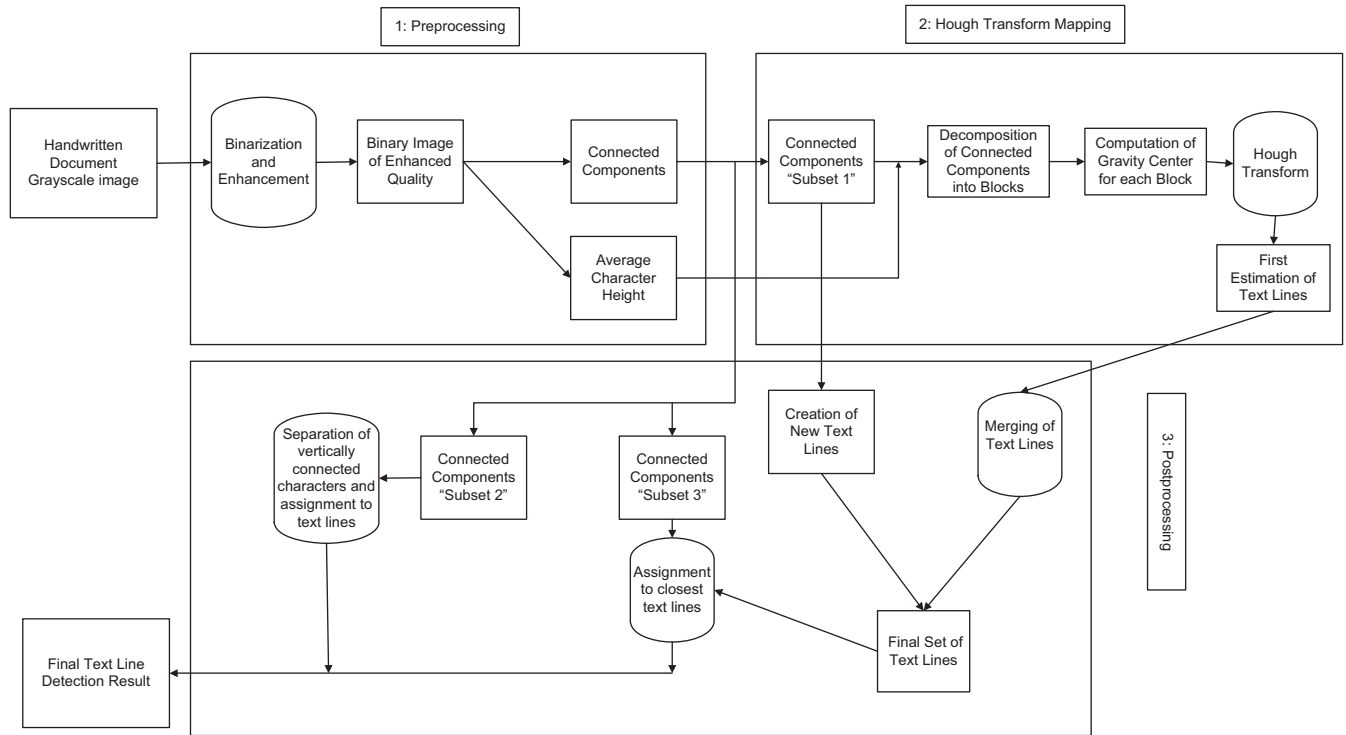 1: Preprocessing
2: Hough Transform Mapping
Handwritten
Document
Grayscale image
Binarization
and
Enhancement
Binary Image
of Enhanced
Quality
Connected
Components
Average
Character
Height
Connected
Components
“Subset 1”
Decomposition
of Connected
Components
into Blocks
Computation
of Gravity
Center
for each Block
Hough
Transform
First
Estimation of
Text Lines
Separation of
vertically
connected
characters and
assignment to
text lines
Connected
Components
“Subset 2”
Connected
Components
“Subset 3”
Creation of
New Text
Lines
Merging of
Text Lines
3: Postprocessing
Assignment
to closest
text lines
Final Set of
Text Lines
Final Text Line
Detection Result